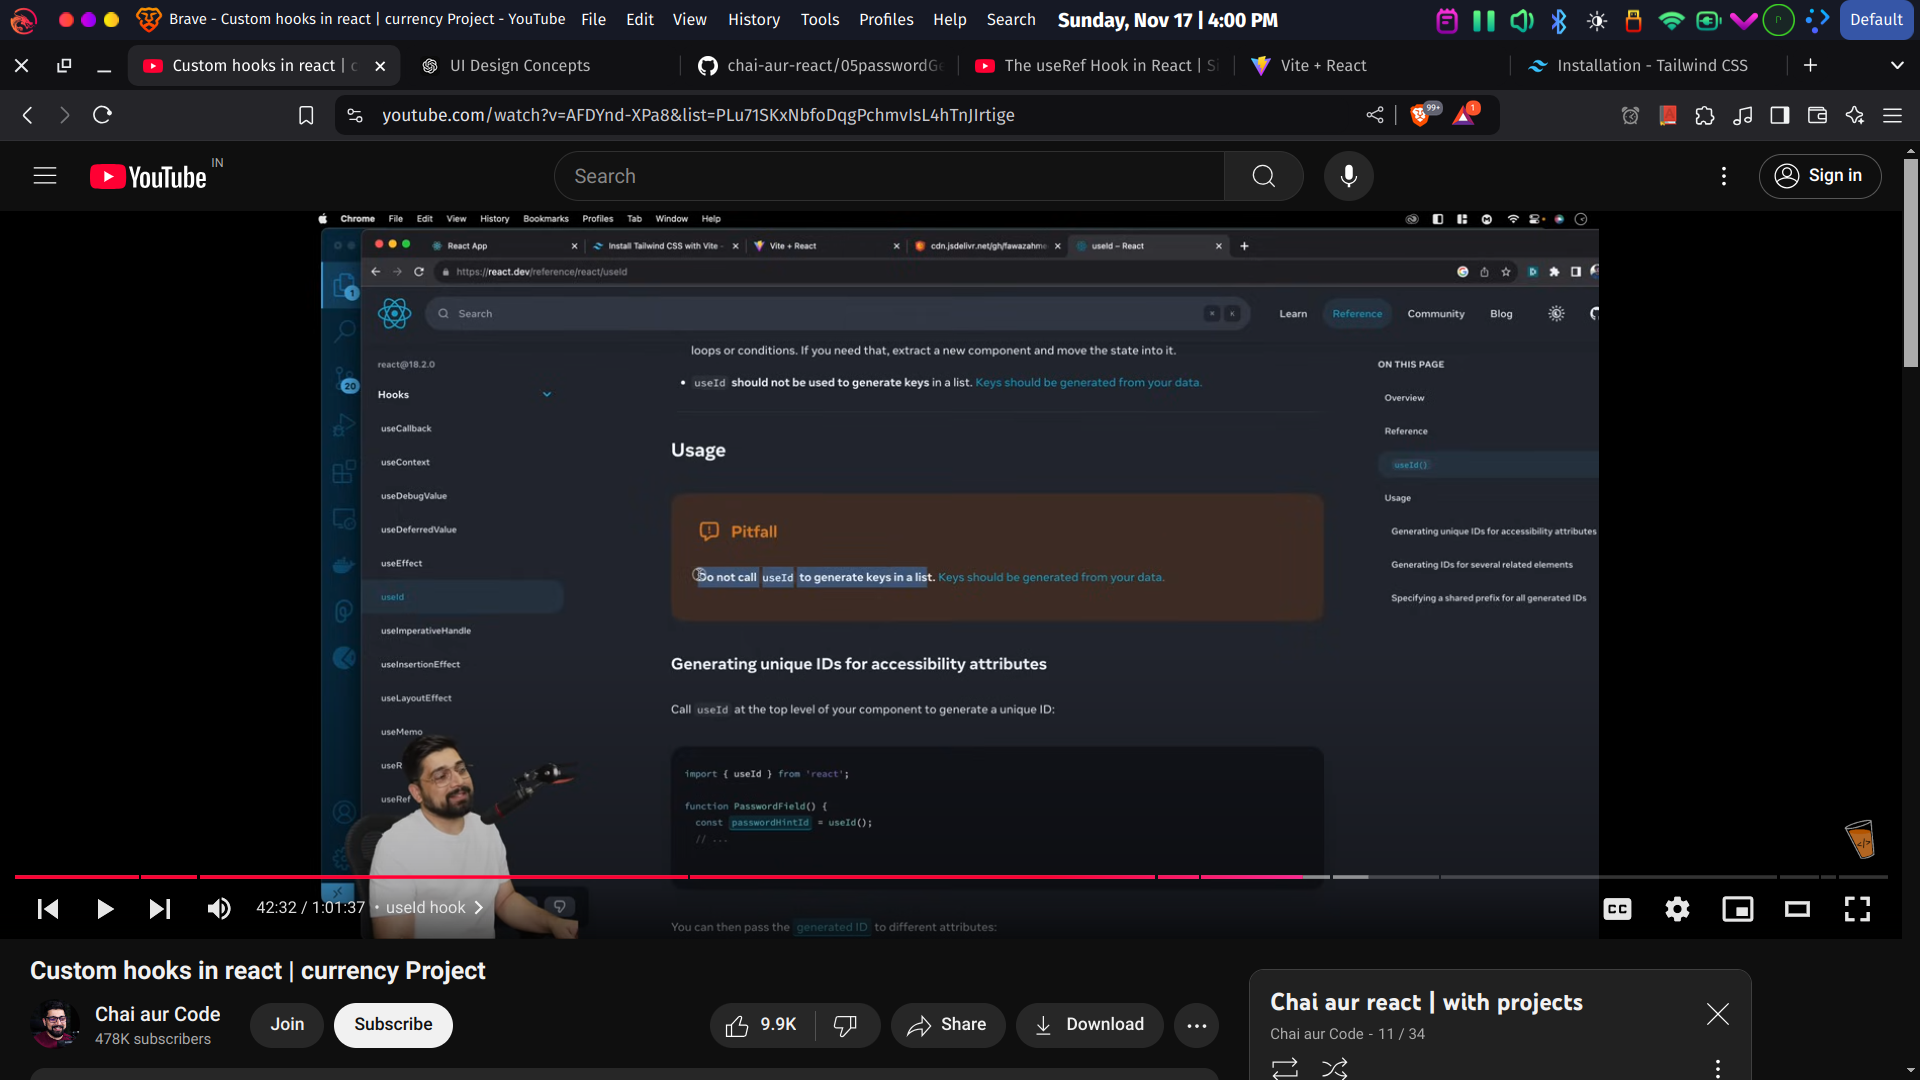 Brave - Custom hooks in react | currency Project - YouTube File Edit View History Tools Profiles Help Search Sunday, Nov 17 | 4:00 PM Default
Custom hooks in react | c UI Design Concepts chai-aur-react/05passwordGe The useRef Hook in React | Si Vite + React Installation - Tailwind CSS
youtube.com/watch?v=AFDYnd-XPa8&list=PLu71SKxNbfoDqgPchmvIsL4hTnJIrtige 99+ 1
YouTube IN Search Sign in
Chrome File Edit View History Bookmarks Profiles Tab Window Help
React App Install Tailwind CSS with Vite - Vite + React cdn.jsdelivr.net/gh/fawazahme useId – React
https://react.dev/reference/react/useId
Search Learn Reference Community Blog
1
20
react@18.2.0
Hooks
useCallback
useContext
useDebugValue
useDeferredValue
useEffect
useId
useImperativeHandle
useInsertionEffect
useLayoutEffect
useMemo
useR
useRef
loops or conditions. If you need that, extract a new component and move the state into it.
useId should not be used to generate keys in a list. Keys should be generated from your data.
Usage
Pitfall
Do not call useId to generate keys in a list. Keys should be generated from your data.
Generating unique IDs for accessibility attributes
Call useId at the top level of your component to generate a unique ID:
import { useId } from 'react';
function PasswordField() {
const passwordHintId = useId();
// ...
You can then pass the generated ID to different attributes:
ON THIS PAGE
Overview
Reference
useId()
Usage
Generating unique IDs for accessibility attributes
Generating IDs for several related elements
Specifying a shared prefix for all generated IDs
</>
42:32 / 1:01:37 • useId hook CC
Custom hooks in react | currency Project
Chai aur Code
478K subscribers
Join Subscribe 9.9K Share Download
Chai aur react | with projects
Chai aur Code - 11 / 34